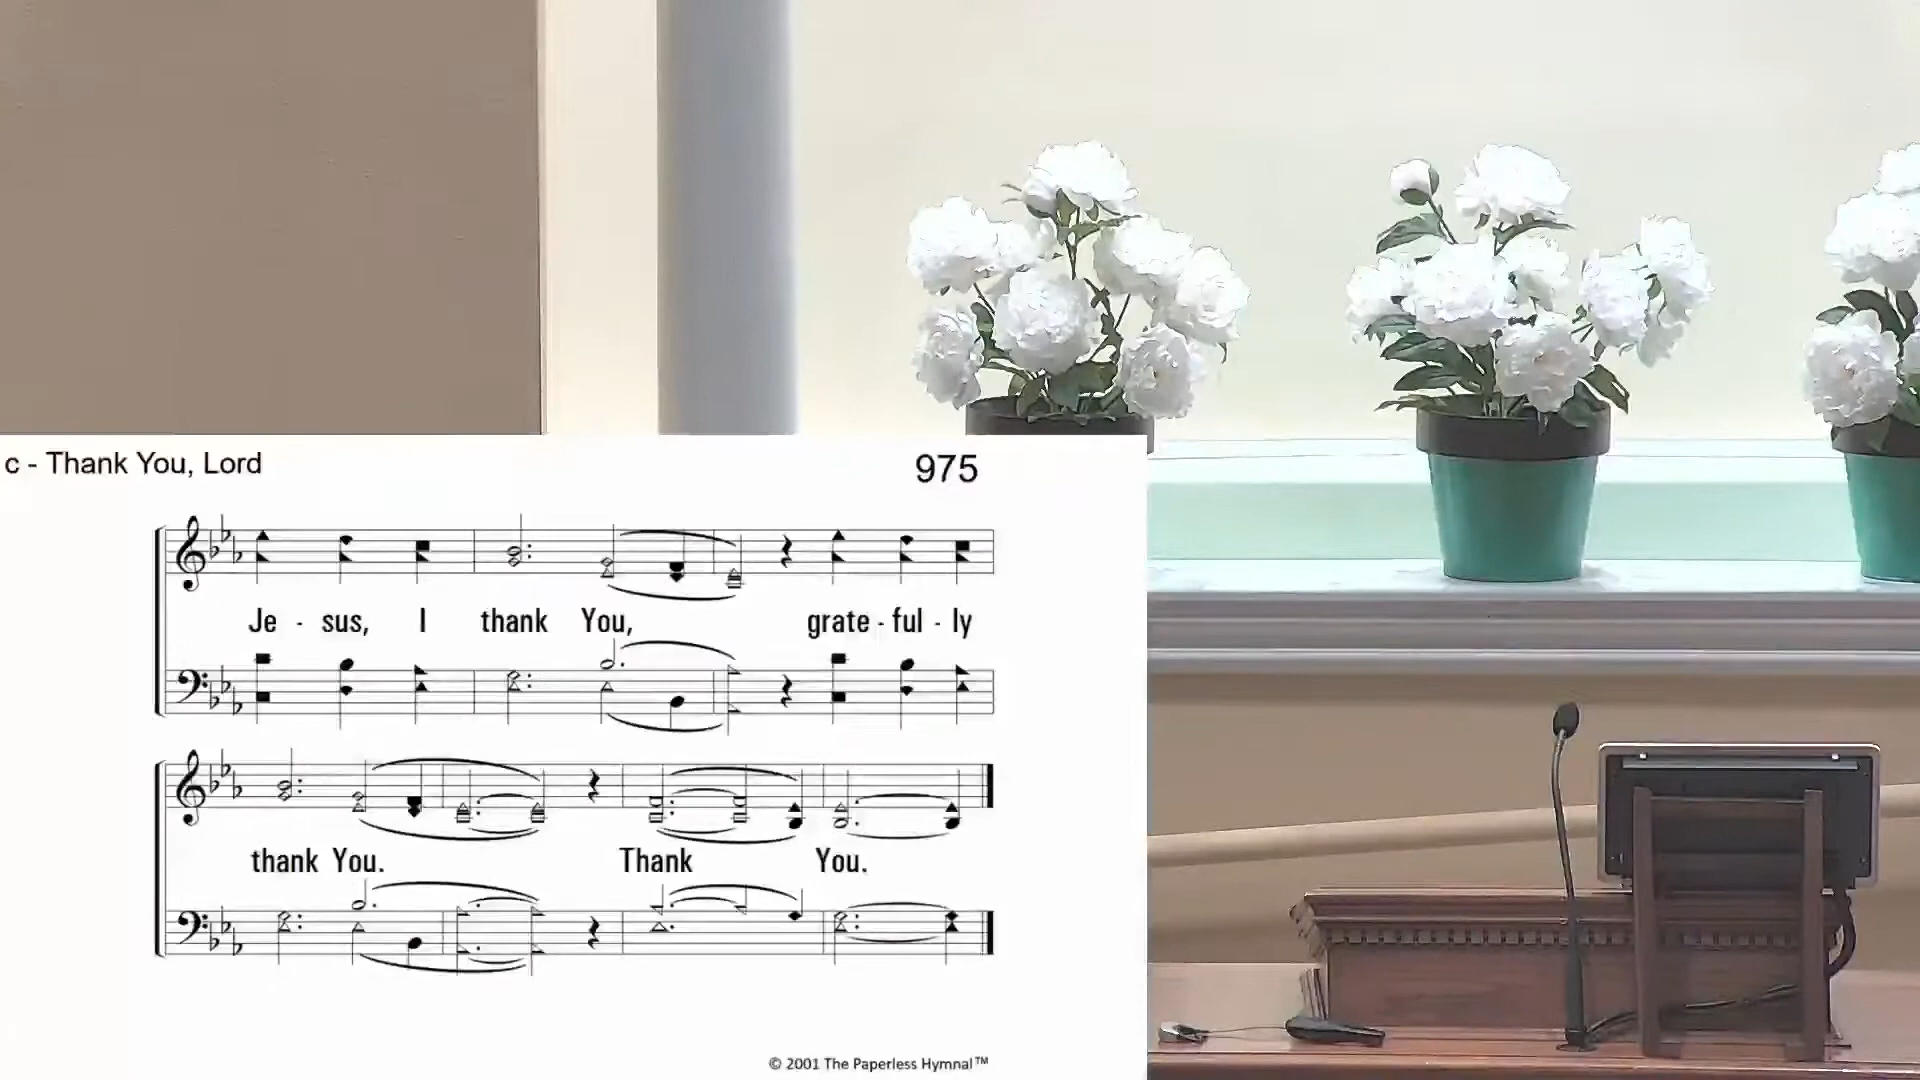 c - Thank You, Lord
975
Je - sus, I thank You, grate - ful - ly
thank You. Thank You.
© 2001 The Paperless Hymnal™